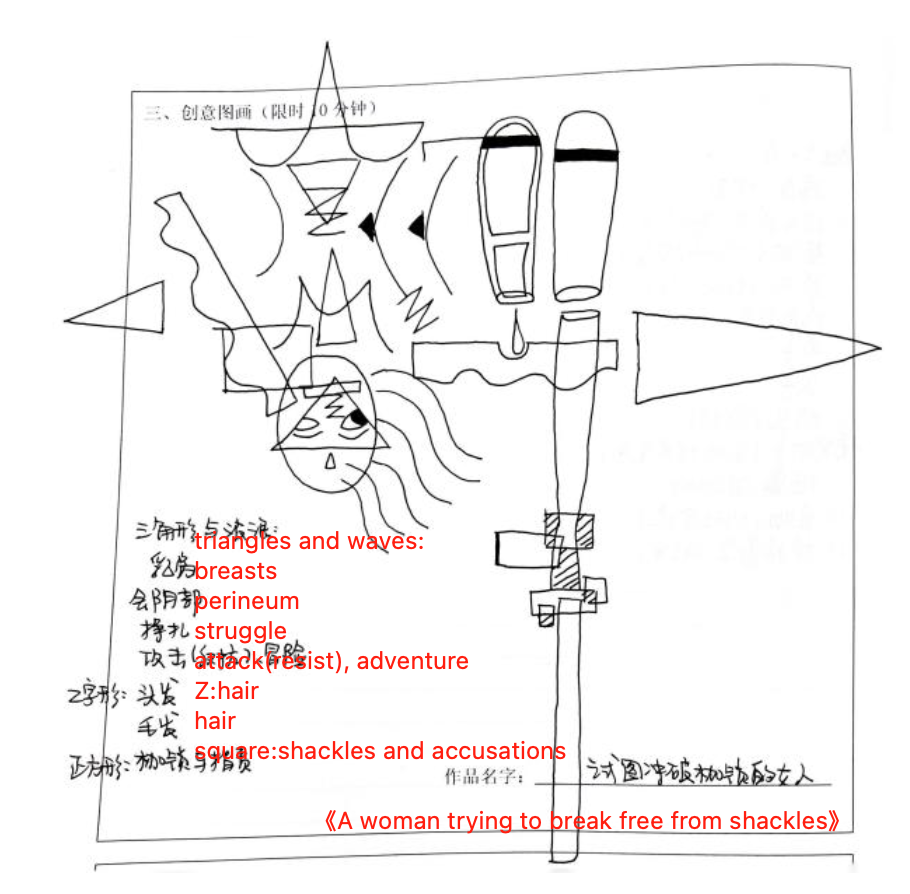 三、创意图画（限时 10 分钟）
三角形与波浪：
triangles and waves:
乳房
breasts
会阴部
perineum
挣扎
struggle
攻击（反抗）、冒险
attack(resist), adventure
Z字形：头发
Z:hair
毛发
hair
正方形：枷锁与指责
square:shackles and accusations
作品名字：试图冲破枷锁的女人
《A woman trying to break free from shackles》